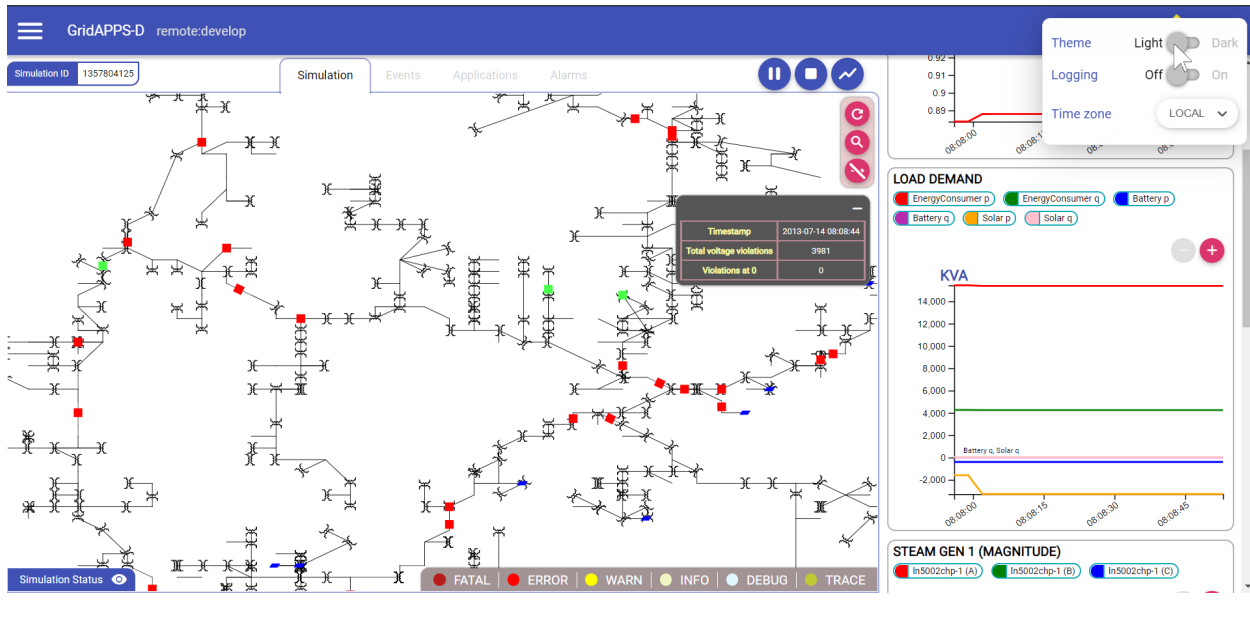 GridAPPS-D remote:develop
Theme Light Dark
Logging Off On
Time zone LOCAL
Simulation ID 1357804125
Simulation Events Applications Alarms
0.92
0.91
0.9
0.89
08:08:00
LOAD DEMAND
EnergyConsumer p EnergyConsumer q Battery p
Battery q Solar p Solar q
Timestamp 2013-07-14 08:08:44
Total voltage violations 3981
Violations at 0 0
KVA
14,000
12,000
10,000
8,000
6,000
4,000
2,000
0
-2,000
Battery q, Solar q
08:08:00 08:08:15 08:08:30 08:08:45
STEAM GEN 1 (MAGNITUDE)
ln5002chp-1 (A) ln5002chp-1 (B) ln5002chp-1 (C)
Simulation Status
FATAL ERROR WARN INFO DEBUG TRACE